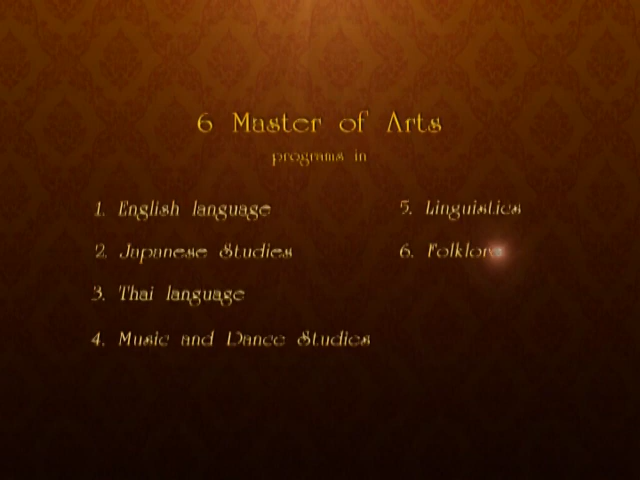 6 Master of Arts
programs in
1. English language
2. Japanese Studies
3. Thai language
4. Music and Dance Studies
5. Linguistics
6. Folklore